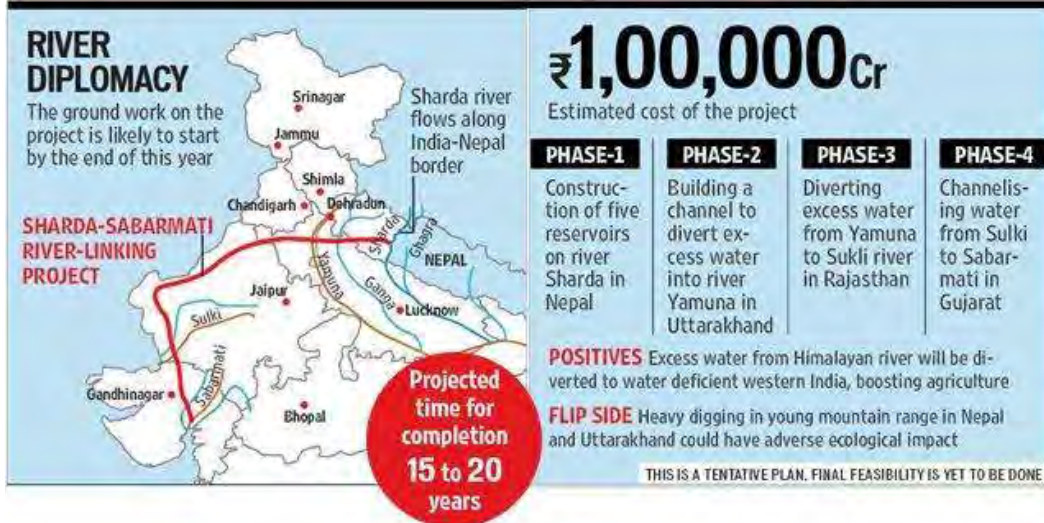 RIVER
DIPLOMACY
The ground work on the
project is likely to start
by the end of this year
SHARDA-SABARMATI
RIVER-LINKING
PROJECT
Srinagar
Jammu
Shimla
Chandigarh
Dehradun
Sharda river
flows along
India-Nepal
border
Sharda
Ghagra
NEPAL
Yamuna
Ganga
Jaipur
Lucknow
Sulki
Sabarmati
Gandhinagar
Bhopal
Projected
time for
completion
15 to 20
years
₹1,00,000Cr
Estimated cost of the project
PHASE-1
Construc-
tion of five
reservoirs
on river
Sharda in
Nepal
PHASE-2
Building a
channel to
divert ex-
cess water
into river
Yamuna in
Uttarakhand
PHASE-3
Diverting
excess water
from Yamuna
to Sukli river
in Rajasthan
PHASE-4
Channelis-
ing water
from Sulki
to Sabar-
mati in
Gujarat
POSITIVES Excess water from Himalayan river will be di-
verted to water deficient western India, boosting agriculture
FLIP SIDE Heavy digging in young mountain range in Nepal
and Uttarakhand could have adverse ecological impact
THIS IS A TENTATIVE PLAN. FINAL FEASIBILITY IS YET TO BE DONE